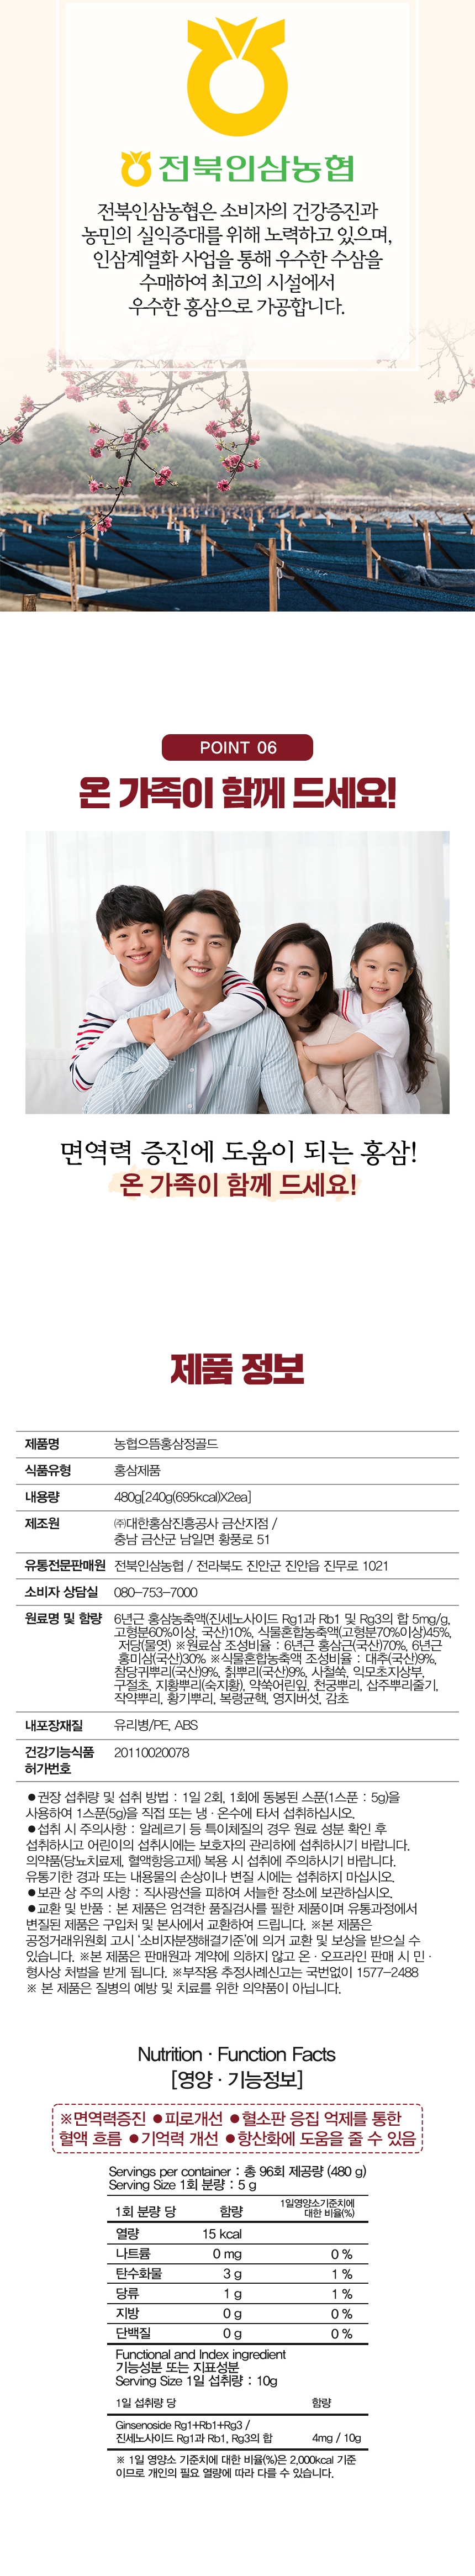 전북인삼농협
전북인삼농협은 소비자의 건강증진과
농민의 실익증대를 위해 노력하고 있으며,
인삼계열화 사업을 통해 우수한 수삼을
수매하여 최고의 시설에서
우수한 홍삼으로 가공합니다.
POINT 06
온 가족이 함께 드세요!
면역력 증진에 도움이 되는 홍삼!
온 가족이 함께 드세요!
제품 정보
제품명 농협으뜸홍삼정골드
식품유형 홍삼제품
내용량 480g[240g(695kcal)X2ea]
제조원 ㈜대한홍삼진흥공사 금산지점 /
충남 금산군 남일면 황풍로 51
유통전문판매원 전북인삼농협 / 전라북도 진안군 진안읍 진무로 1021
소비자 상담실 080-753-7000
원료명 및 함량 6년근 홍삼농축액(진세노사이드 Rg1과 Rb1 및 Rg3의 합 5mg/g,
고형분60%이상, 국산)10%, 식물혼합농축액(고형분70%이상)45%,
저당(물엿) ※원료삼 조성비율 : 6년근 홍삼근(국산)70%, 6년근
홍미삼(국산)30% ※식물혼합농축액 조성비율 : 대추(국산)9%,
참당귀뿌리(국산)9%, 칡뿌리(국산)9%, 사철쑥, 익모초지상부,
구절초, 지황뿌리(숙지황), 약쑥어린잎, 천궁뿌리, 삽주뿌리줄기,
작약뿌리, 황기뿌리, 복령균핵, 영지버섯, 감초
내포장재질 유리병/PE, ABS
건강기능식품 20110020078
허가번호
●권장 섭취량 및 섭취 방법 : 1일 2회, 1회에 동봉된 스푼(1스푼 : 5g)을
사용하여 1스푼(5g)을 직접 또는 냉·온수에 타서 섭취하십시오.
●섭취 시 주의사항 : 알레르기 등 특이체질의 경우 원료 성분 확인 후
섭취하시고 어린이의 섭취시에는 보호자의 관리하에 섭취하시기 바랍니다.
의약품(당뇨치료제, 혈액항응고제) 복용 시 섭취에 주의하시기 바랍니다.
유통기한 경과 또는 내용물의 손상이나 변질 시에는 섭취하지 마십시오.
●보관 상 주의 사항 : 직사광선을 피하여 서늘한 장소에 보관하십시오.
●교환 및 반품 : 본 제품은 엄격한 품질검사를 필한 제품이며 유통과정에서
변질된 제품은 구입처 및 본사에서 교환하여 드립니다. ※본 제품은
공정거래위원회 고시 '소비자분쟁해결기준'에 의거 교환 및 보상을 받으실 수
있습니다. ※본 제품은 판매원과 계약에 의하지 않고 온·오프라인 판매 시 민·
형사상 처벌을 받게 됩니다. ※부작용 추정사례신고는 국번없이 1577-2488
※ 본 제품은 질병의 예방 및 치료를 위한 의약품이 아닙니다.
Nutrition · Function Facts
[영양 · 기능정보]
※면역력증진 ●피로개선 ●혈소판 응집 억제를 통한
혈액 흐름 ●기억력 개선 ●항산화에 도움을 줄 수 있음
Servings per container : 총 96회 제공량 (480 g)
Serving Size 1회 분량 : 5 g
1회 분량 당 함량 1일영양소기준치에
대한 비율(%)
열량 15 kcal
나트륨 0 mg 0 %
탄수화물 3 g 1 %
당류 1 g 1 %
지방 0 g 0 %
단백질 0 g 0 %
Functional and Index ingredient
기능성분 또는 지표성분
Serving Size 1일 섭취량 : 10g
1일 섭취량 당 함량
Ginsenoside Rg1+Rb1+Rg3 /
진세노사이드 Rg1과 Rb1, Rg3의 합 4mg / 10g
※ 1일 영양소 기준치에 대한 비율(%)은 2,000kcal 기준
이므로 개인의 필요 열량에 따라 다를 수 있습니다.